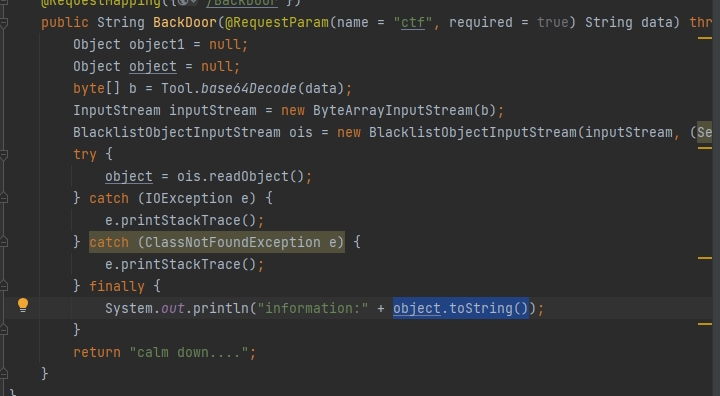 @RequestMapping({"/BackDoor"})
public String BackDoor(@RequestParam(name = "ctf", required = true) String data) thr
Object object1 = null;
Object object = null;
byte[] b = Tool.base64Decode(data);
InputStream inputStream = new ByteArrayInputStream(b);
BlacklistObjectInputStream ois = new BlacklistObjectInputStream(inputStream, (Se
try {
object = ois.readObject();
} catch (IOException e) {
e.printStackTrace();
} catch (ClassNotFoundException e) {
e.printStackTrace();
} finally {
System.out.println("information:" + object.toString());
}
return "calm down....";
}
}